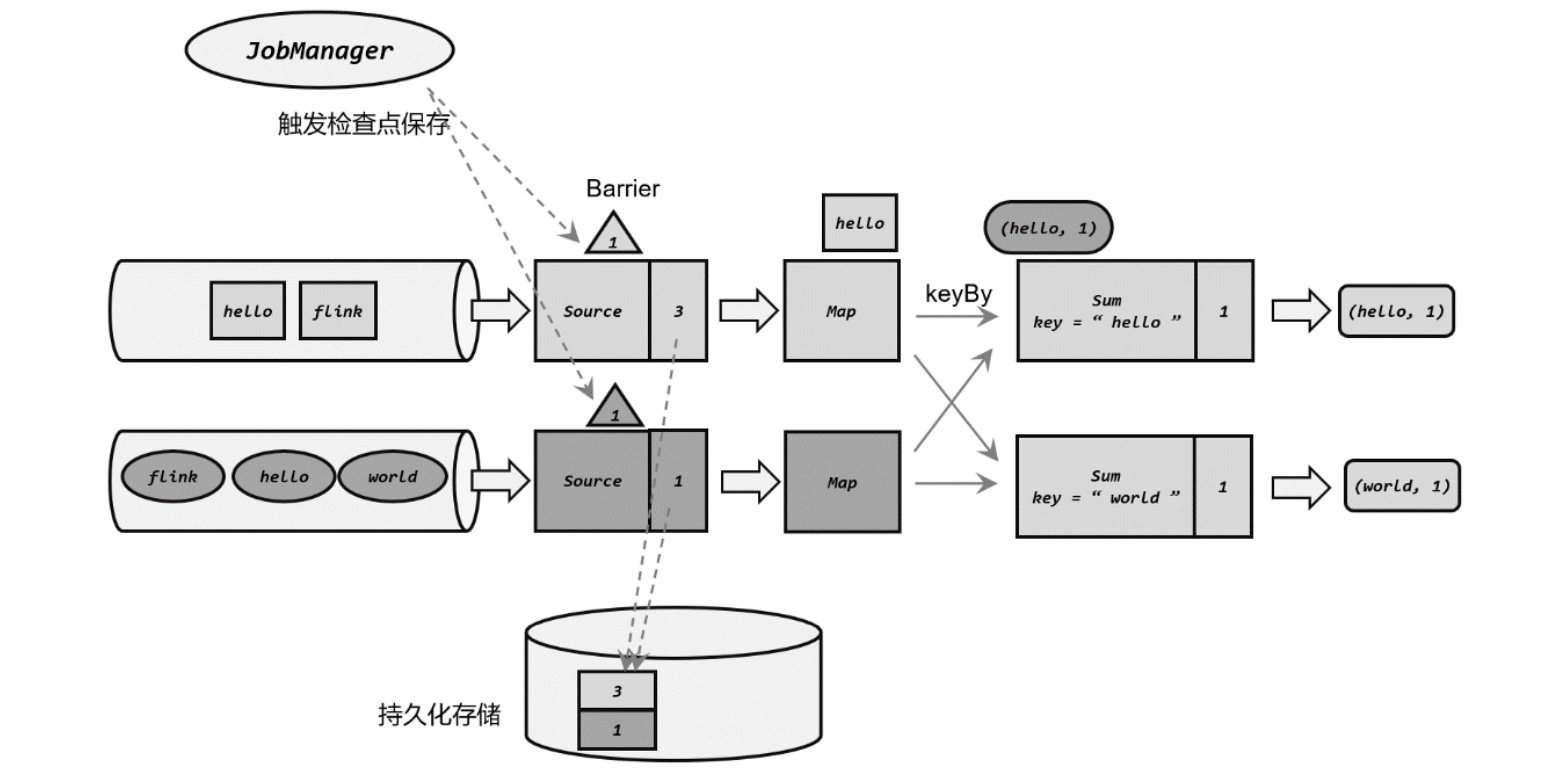 JobManager
触发检查点保存
Barrier
1
hello
(hello, 1)
hello
flink
Source
3
Map
keyBy
Sum
key = “ hello ”
1
(hello, 1)
1
flink
hello
world
Source
1
Map
Sum
key = “ world ”
1
(world, 1)
持久化存储
3
1